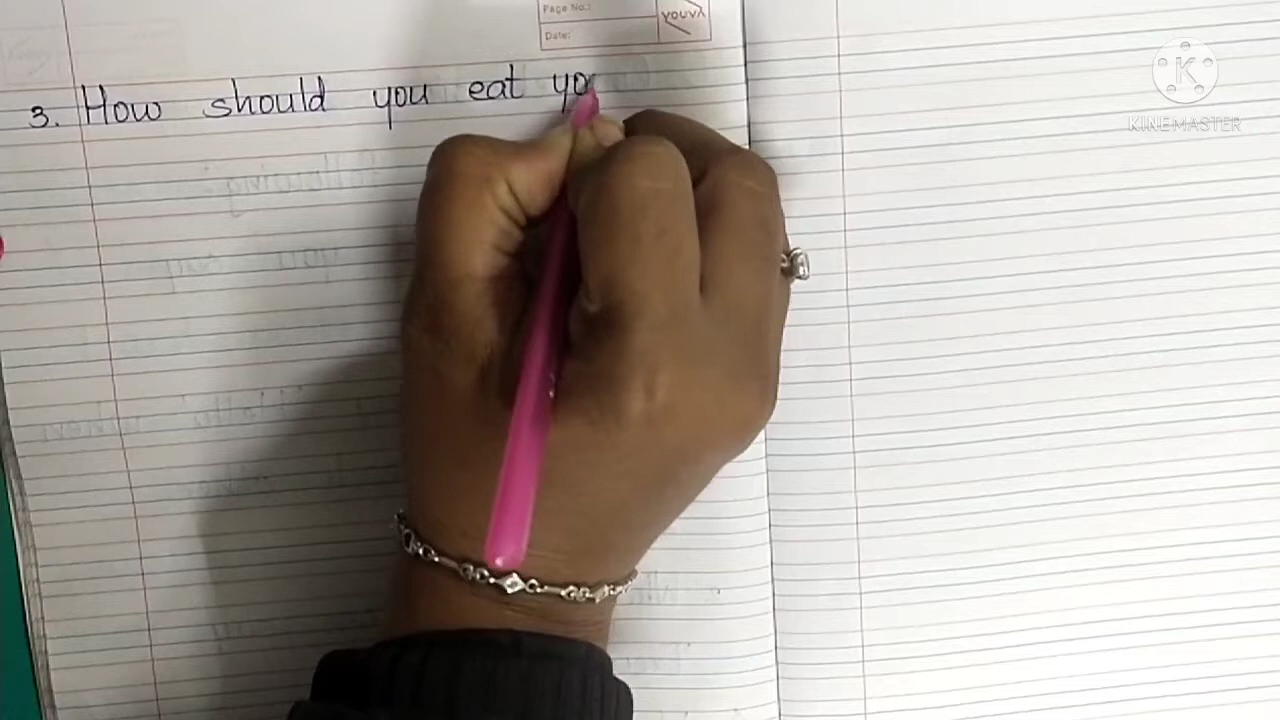 Page No.:
Date:
YOUVA
3. How should you eat yo
KINEMASTER